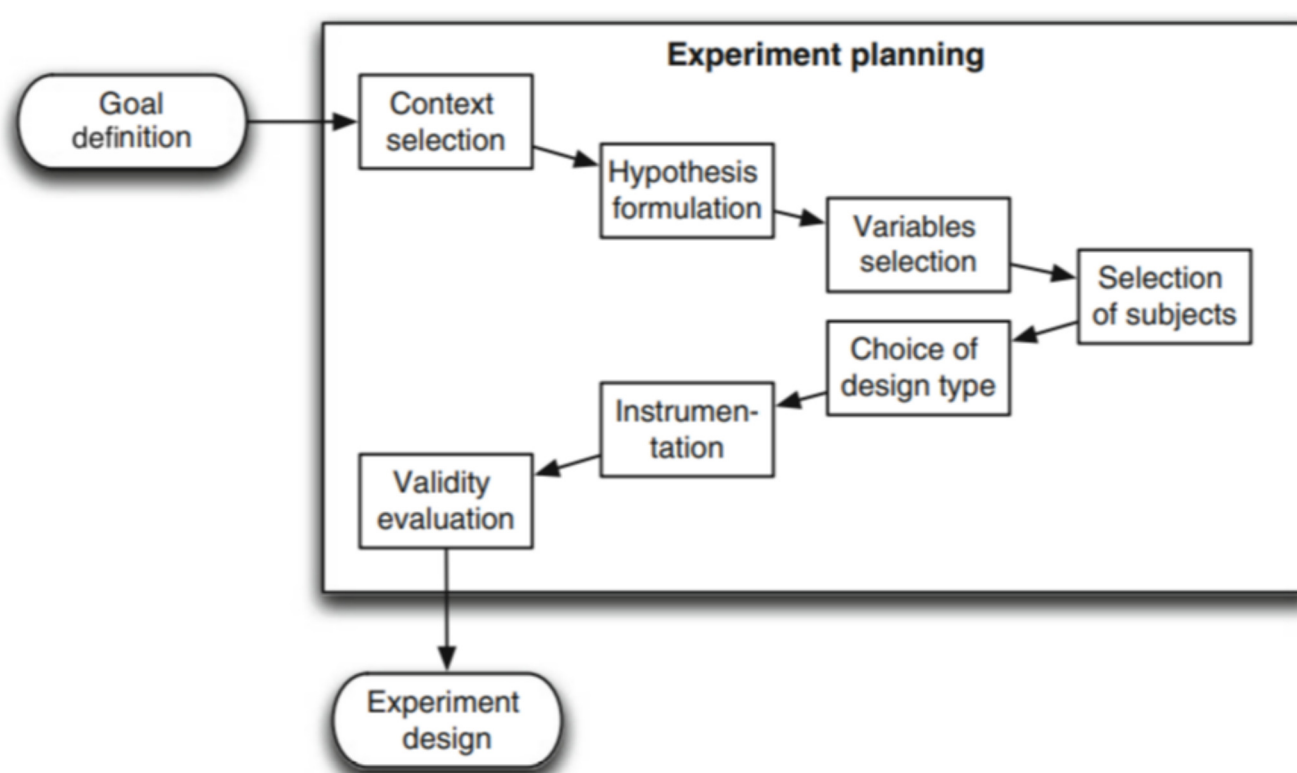 Experiment planning
Goal
definition
Context
selection
Hypothesis
formulation
Variables
selection
Selection
of subjects
Choice of
design type
Instrumen-
tation
Validity
evaluation
Experiment
design